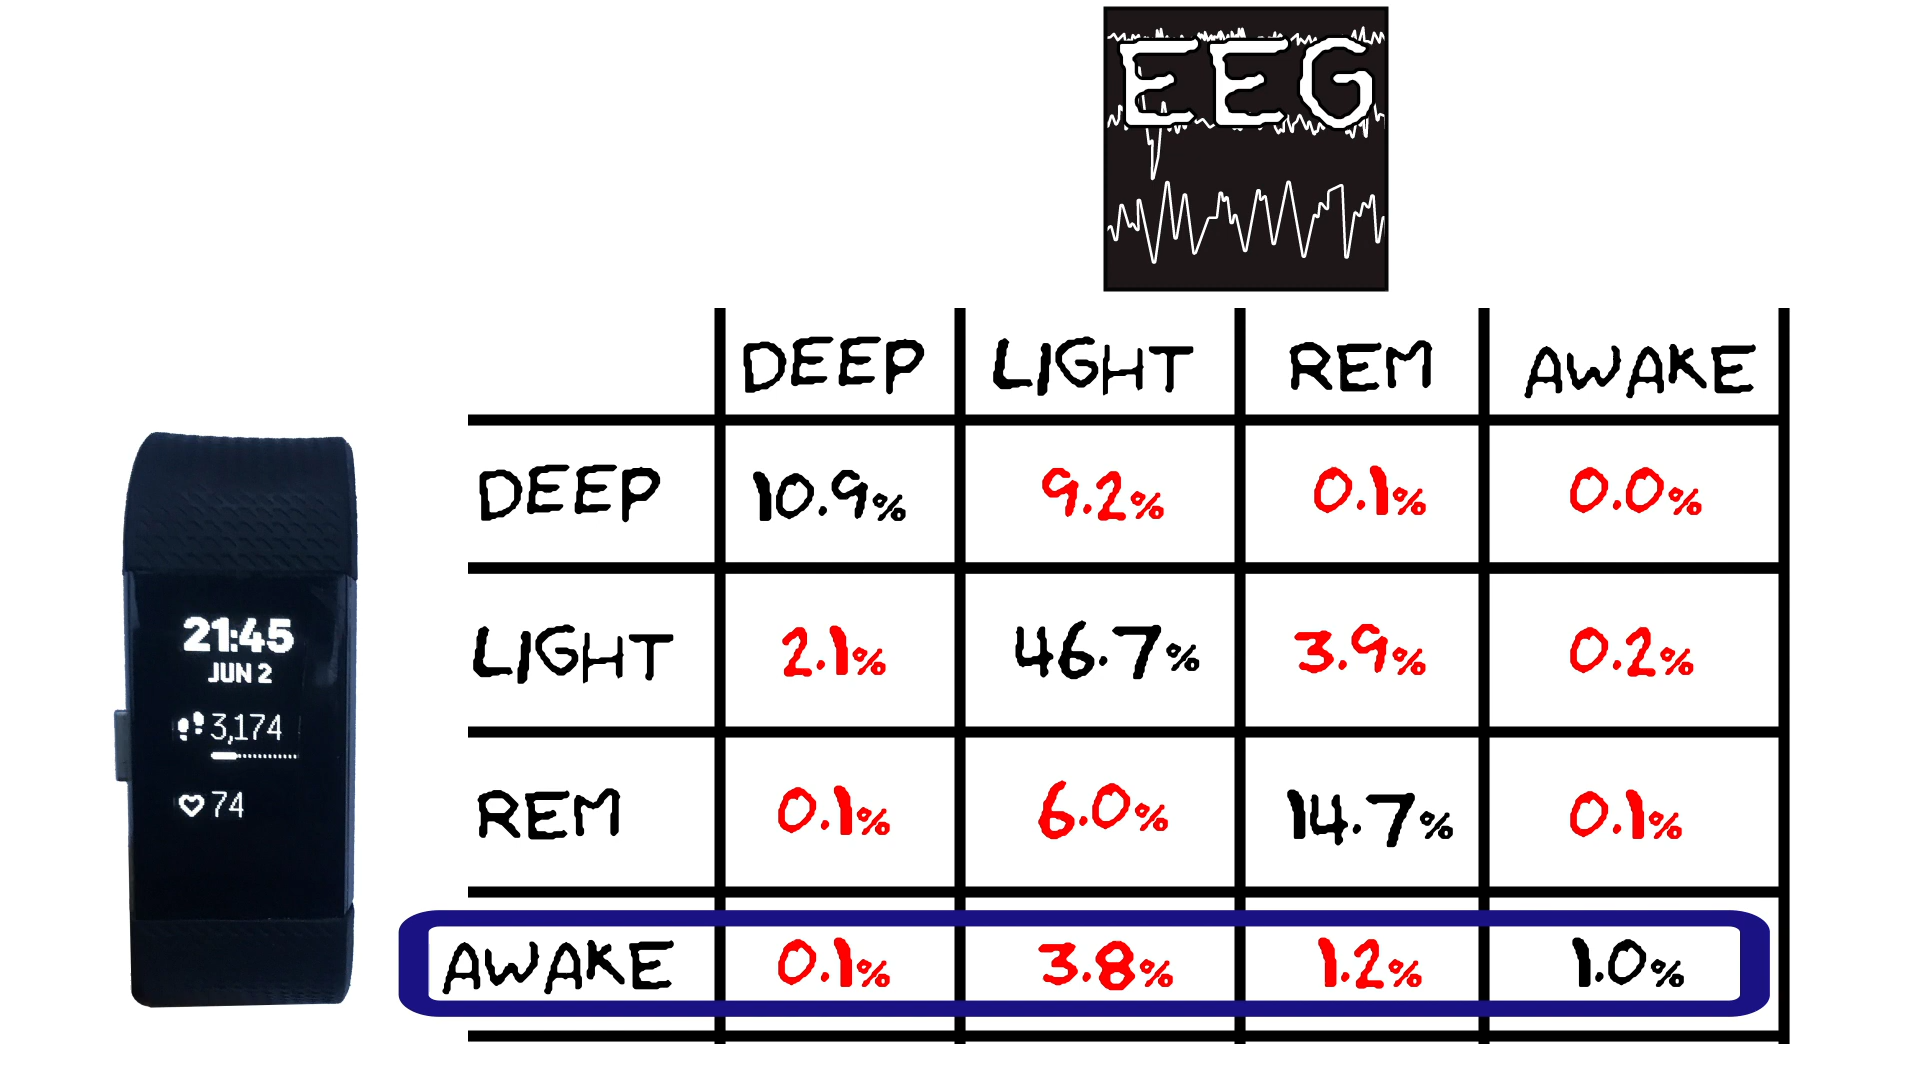 EEG
DEEP LIGHT REM AWAKE
DEEP 10.9% 9.2% 0.1% 0.0%
LIGHT 2.1% 46.7% 3.9% 0.2%
REM 0.1% 6.0% 14.7% 0.1%
AWAKE 0.1% 3.8% 1.2% 1.0%
21:45
JUN 2
3,174
74